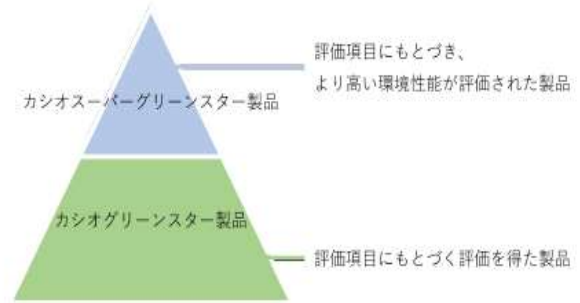 評価項目にもとづき、
より高い環境性能が評価された製品
カシオスーパーグリーンスター製品
カシオグリーンスター製品
評価項目にもとづく評価を得た製品